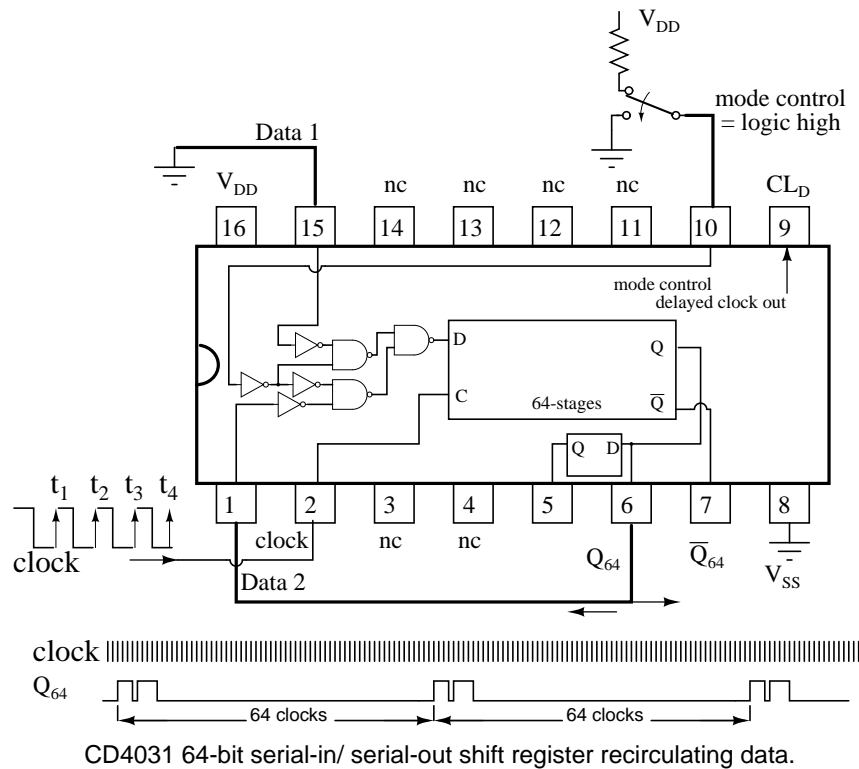 V_DD
mode control
= logic high
Data 1
V_DD nc nc nc nc CL_D
16 15 14 13 12 11 10 9
mode control
delayed clock out
D Q
C Q̅
64-stages
Q D
t₁ t₂ t₃ t₄
1 2 3 4 5 6 7 8
clock nc nc Q₆₄ Q̅₆₄ V_SS
clock
Data 2
clock
Q₆₄
64 clocks 64 clocks
CD4031 64-bit serial-in/ serial-out shift register recirculating data.